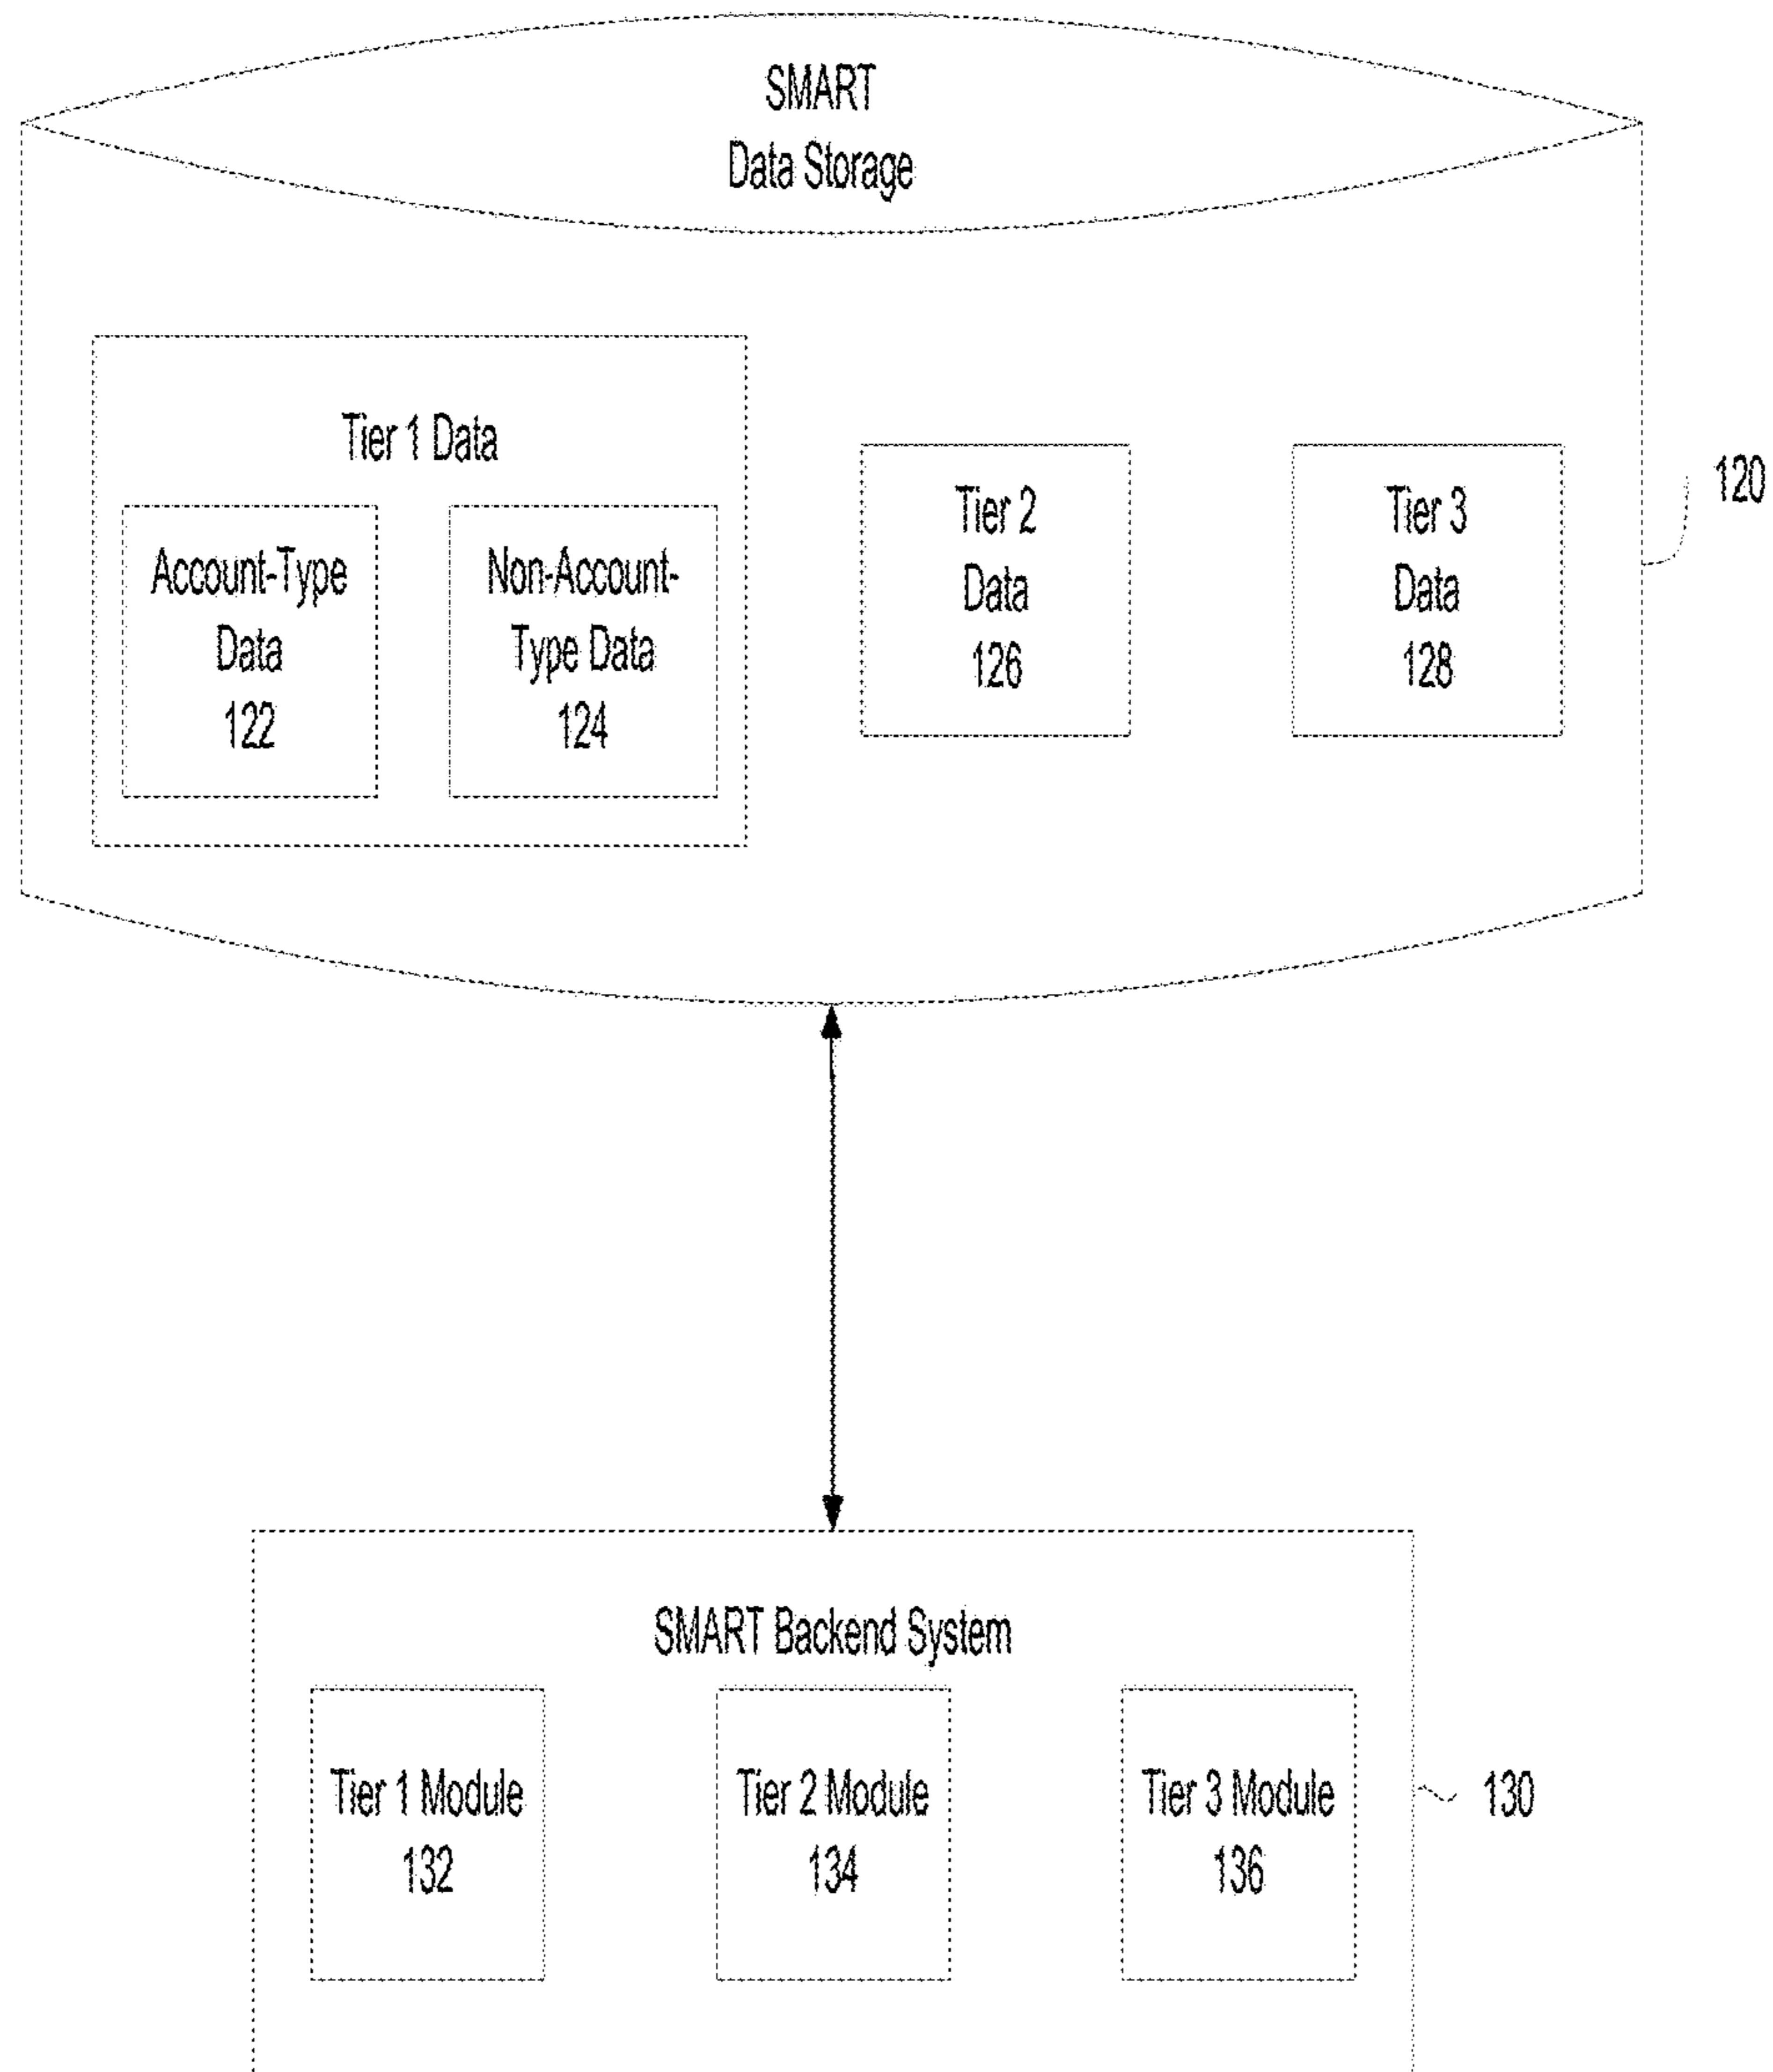 SMART
Data Storage
Tier 1 Data
Account-Type
Data
122
Non-Account-
Type Data
124
Tier 2
Data
126
Tier 3
Data
128
120
SMART Backend System
Tier 1 Module
132
Tier 2 Module
134
Tier 3 Module
136
130